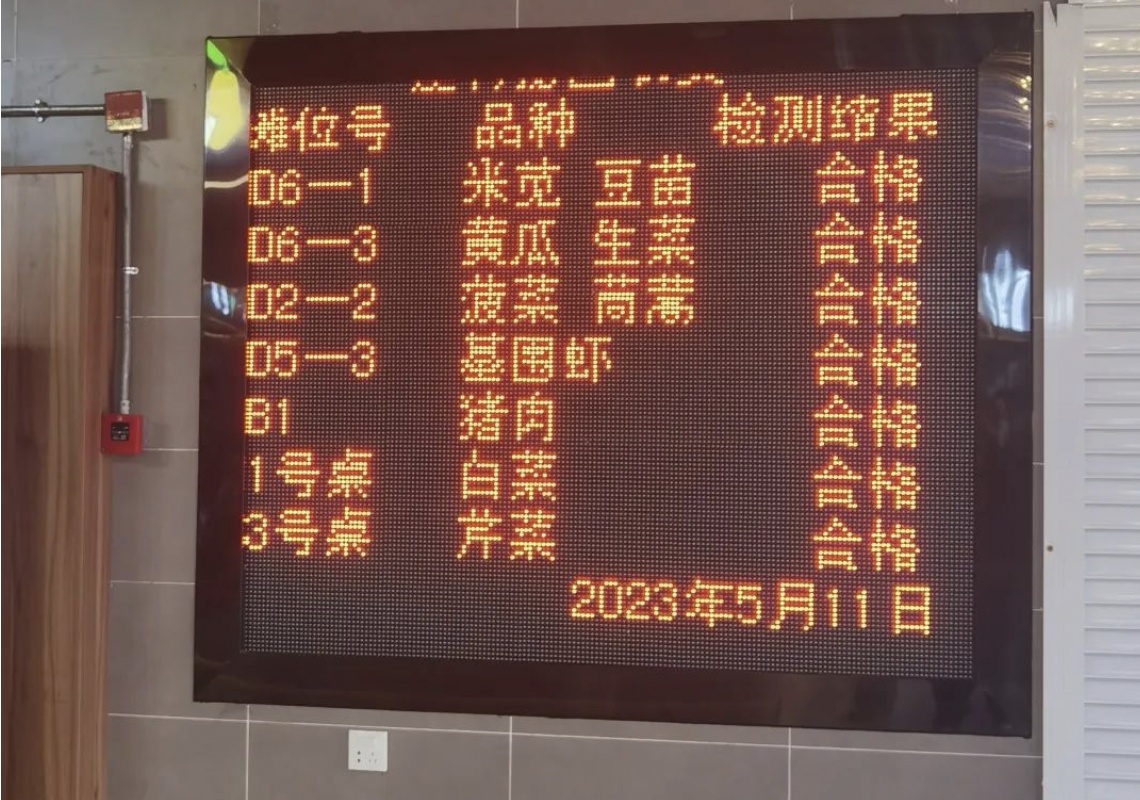 摊位号 品种 检测结果
D6—1 米苋 豆苗 合格
D6—3 黄瓜 生菜 合格
D2—2 菠菜 茼蒿 合格
D5—3 基围虾 合格
B1 猪肉 合格
1号桌 白菜 合格
3号桌 芹菜 合格
2023年5月11日